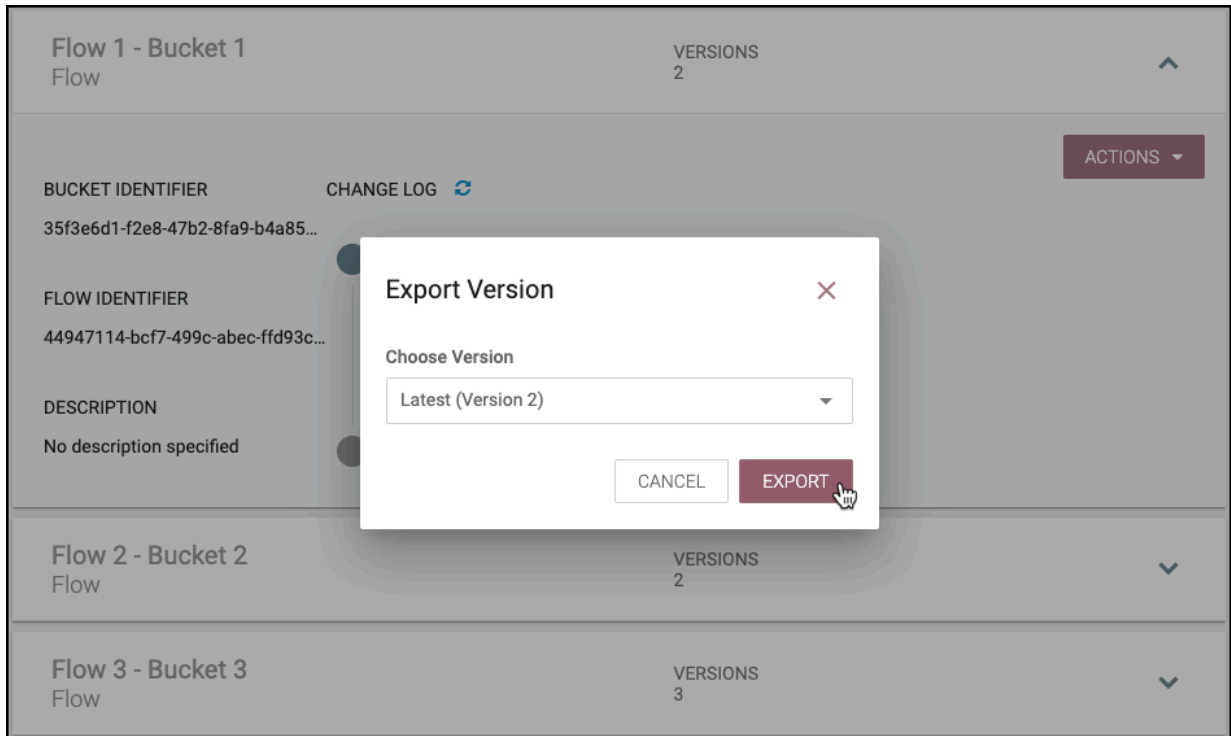 Flow 1 - Bucket 1
Flow
VERSIONS
2
ACTIONS
BUCKET IDENTIFIER
35f3e6d1-f2e8-47b2-8fa9-b4a85...
CHANGE LOG
FLOW IDENTIFIER
44947114-bcf7-499c-abec-ffd93c...
DESCRIPTION
No description specified
Export Version
Choose Version
Latest (Version 2)
CANCEL
EXPORT
Flow 2 - Bucket 2
Flow
VERSIONS
2
Flow 3 - Bucket 3
Flow
VERSIONS
3